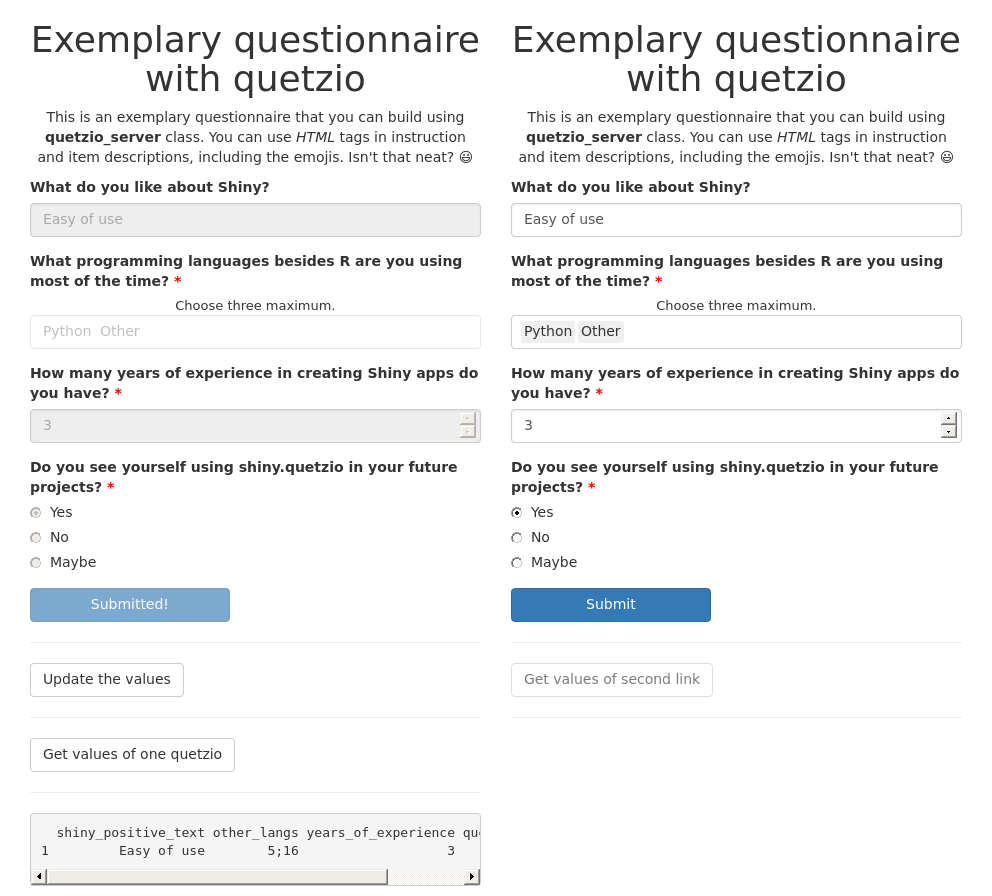 Exemplary questionnaire
with quetzio
This is an exemplary questionnaire that you can build using
quetzio_server class. You can use HTML tags in instruction
and item descriptions, including the emojis. Isn't that neat? 😃
What do you like about Shiny?
Easy of use
What programming languages besides R are you using
most of the time? *
Choose three maximum.
Python Other
How many years of experience in creating Shiny apps do
you have? *
3
Do you see yourself using shiny.quetzio in your future
projects? *
Yes
No
Maybe
Submitted!
Update the values
Get values of one quetzio
shiny_positive_text other_langs years_of_experience
1 Easy of use 5;16 3
Exemplary questionnaire
with quetzio
This is an exemplary questionnaire that you can build using
quetzio_server class. You can use HTML tags in instruction
and item descriptions, including the emojis. Isn't that neat? 😃
What do you like about Shiny?
Easy of use
What programming languages besides R are you using
most of the time? *
Choose three maximum.
Python Other
How many years of experience in creating Shiny apps do
you have? *
3
Do you see yourself using shiny.quetzio in your future
projects? *
Yes
No
Maybe
Submit
Get values of second link